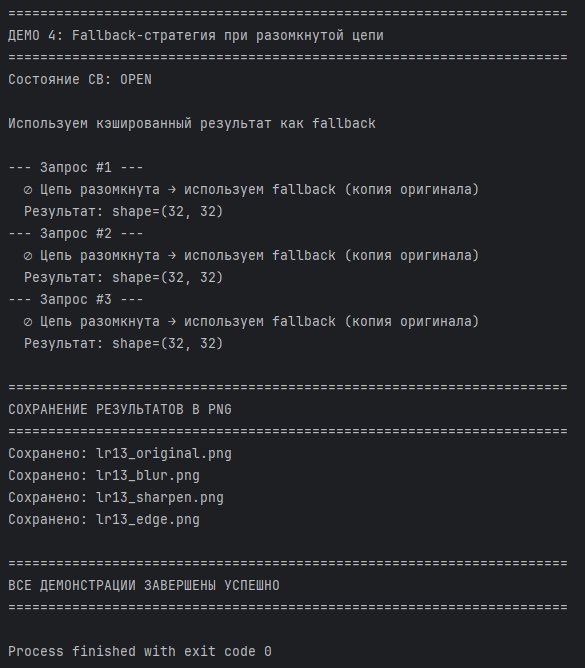 ======================================================================
ДЕМО 4: Fallback-стратегия при разомкнутой цепи
======================================================================
Состояние CB: OPEN

Используем кэшированный результат как fallback

--- Запрос #1 ---
  ⊘ Цепь разомкнута → используем fallback (копия оригинала)
  Результат: shape=(32, 32)
--- Запрос #2 ---
  ⊘ Цепь разомкнута → используем fallback (копия оригинала)
  Результат: shape=(32, 32)
--- Запрос #3 ---
  ⊘ Цепь разомкнута → используем fallback (копия оригинала)
  Результат: shape=(32, 32)

======================================================================
СОХРАНЕНИЕ РЕЗУЛЬТАТОВ В PNG
======================================================================
Сохранено: lr13_original.png
Сохранено: lr13_blur.png
Сохранено: lr13_sharpen.png
Сохранено: lr13_edge.png

======================================================================
ВСЕ ДЕМОНСТРАЦИИ ЗАВЕРШЕНЫ УСПЕШНО
======================================================================

Process finished with exit code 0